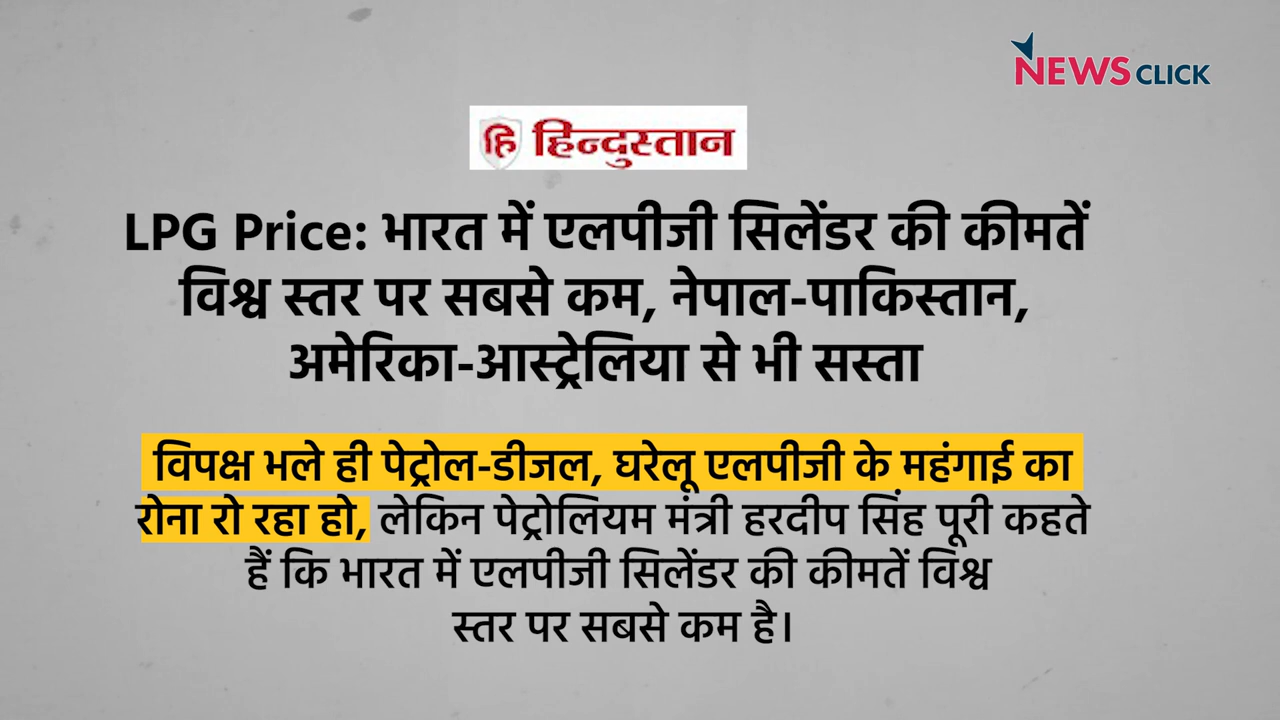 NEWSCLICK
हि हिन्दुस्तान
LPG Price: भारत में एलपीजी सिलेंडर की कीमतें
विश्व स्तर पर सबसे कम, नेपाल-पाकिस्तान,
अमेरिका-आस्ट्रेलिया से भी सस्ता
विपक्ष भले ही पेट्रोल-डीजल, घरेलू एलपीजी के महंगाई का
रोना रो रहा हो, लेकिन पेट्रोलियम मंत्री हरदीप सिंह पूरी कहते
हैं कि भारत में एलपीजी सिलेंडर की कीमतें विश्व
स्तर पर सबसे कम है।